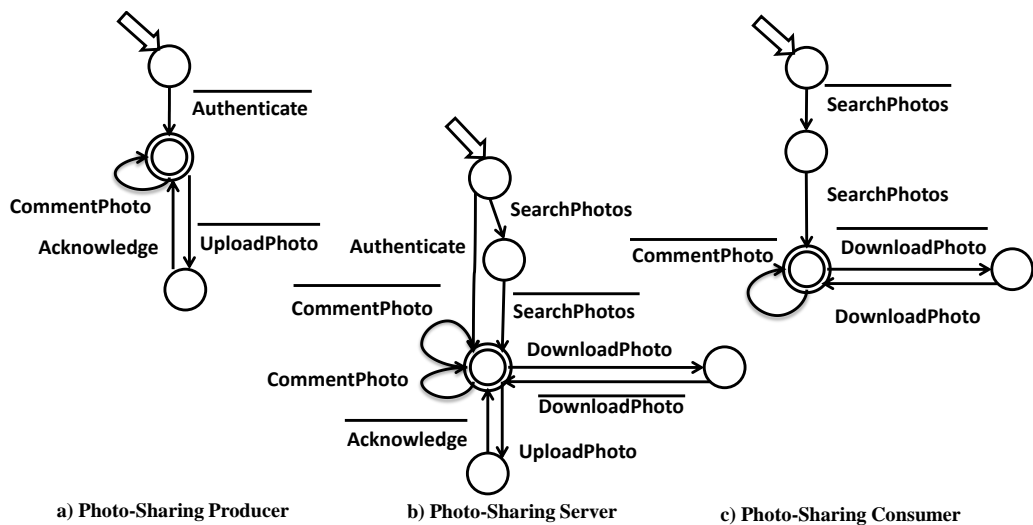 Authenticate
CommentPhoto
Acknowledge
UploadPhoto
a) Photo-Sharing Producer
SearchPhotos
Authenticate
CommentPhoto
SearchPhotos
DownloadPhoto
CommentPhoto
DownloadPhoto
Acknowledge
UploadPhoto
b) Photo-Sharing Server
SearchPhotos
SearchPhotos
CommentPhoto
DownloadPhoto
DownloadPhoto
c) Photo-Sharing Consumer